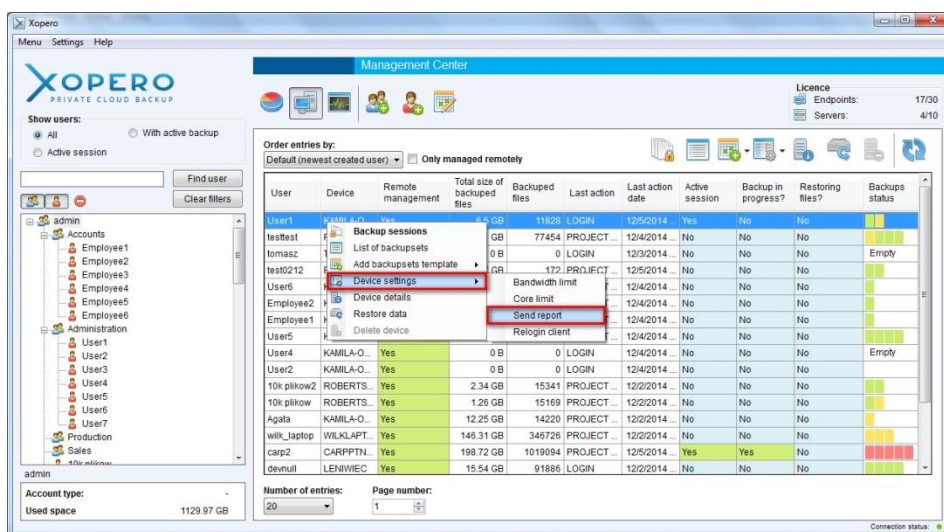 Xopero
Menu Settings Help
XOPERO
PRIVATE CLOUD BACKUP
Show users:
All
With active backup
Active session
Find user
Clear filters
admin
Accounts
Employee1
Employee2
Employee3
Employee4
Employee5
Employee6
Administration
User1
User2
User3
User4
User5
User6
User7
Production
Sales
10k plikow
admin
Account type: -
Used space 1129.97 GB
Management Center
Licence
Endpoints: 17/30
Servers: 4/10
Order entries by:
Default (newest created user) Only managed remotely
User Device Remote management Total size of backuped files Backuped files Last action Last action date Active session Backup in progress? Restoring files? Backups status
User1 KAMILA-O... Yes 6.5 GB 11828 LOGIN 12/5/2014 ... Yes No No
testtest GB 77454 PROJECT ... 12/4/2014 ... No No No
tomasz 0 B 0 LOGIN 12/3/2014 ... No No No Empty
test0212 GB 172 PROJECT ... 12/5/2014 ... No No No
User6 12/4/2014 ... No No No
Employee2 12/4/2014 ... No No No
Employee1 12/4/2014 ... No No No
User5 12/4/2014 ... No No No
User4 KAMILA-O... Yes 0 B 0 LOGIN 12/4/2014 ... No No No Empty
User2 KAMILA-O... Yes 0 B 0 LOGIN 12/4/2014 ... No No No
10k plikow2 ROBERTS... Yes 2.34 GB 15341 PROJECT ... 12/2/2014 ... No No No
10k plikow ROBERTS... Yes 1.26 GB 15169 PROJECT ... 12/2/2014 ... No No No
Agata KAMILA-O... Yes 12.25 GB 14220 PROJECT ... 12/2/2014 ... No No No
wilk_laptop WILKLAPT... Yes 146.31 GB 346726 PROJECT ... 12/2/2014 ... No No No
carp2 CARPPTN... Yes 198.72 GB 1019094 PROJECT ... 12/5/2014 ... Yes Yes No
devnull LENIWIEC Yes 15.54 GB 91886 LOGIN 12/2/2014 ... No No No
Backup sessions
List of backupsets
Add backupsets template
Device settings
Device details
Restore data
Delete device
Bandwidth limit
Core limit
Send report
Relogin client
Number of entries: Page number:
20 1
Connection status: